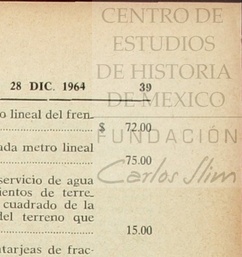 CENTRO DE
ESTUDIOS
DE HISTORIA
DE MEXICO
FUNDACIÓN
Carlos Slim
28 DIC. 1964 39
o lineal del fren-
$ 72.00
ada metro lineal
75.00
servicio de agua
ientos de terre-
cuadrado de la
del terreno que
15.00
atarjeas de frac-